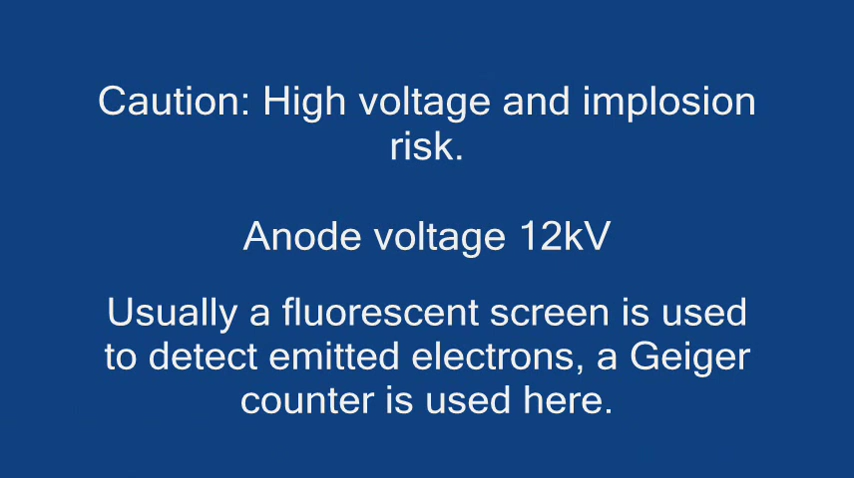 Caution: High voltage and implosion
risk.
Anode voltage 12kV
Usually a fluorescent screen is used
to detect emitted electrons, a Geiger
counter is used here.